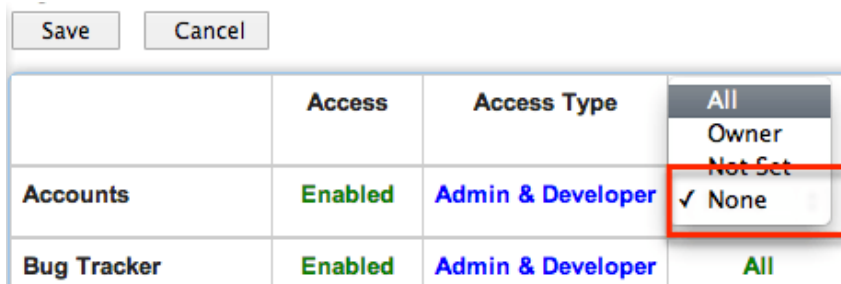 Save Cancel
Access Access Type All
Owner
Not Set
Accounts Enabled Admin & Developer ✓ None
Bug Tracker Enabled Admin & Developer All